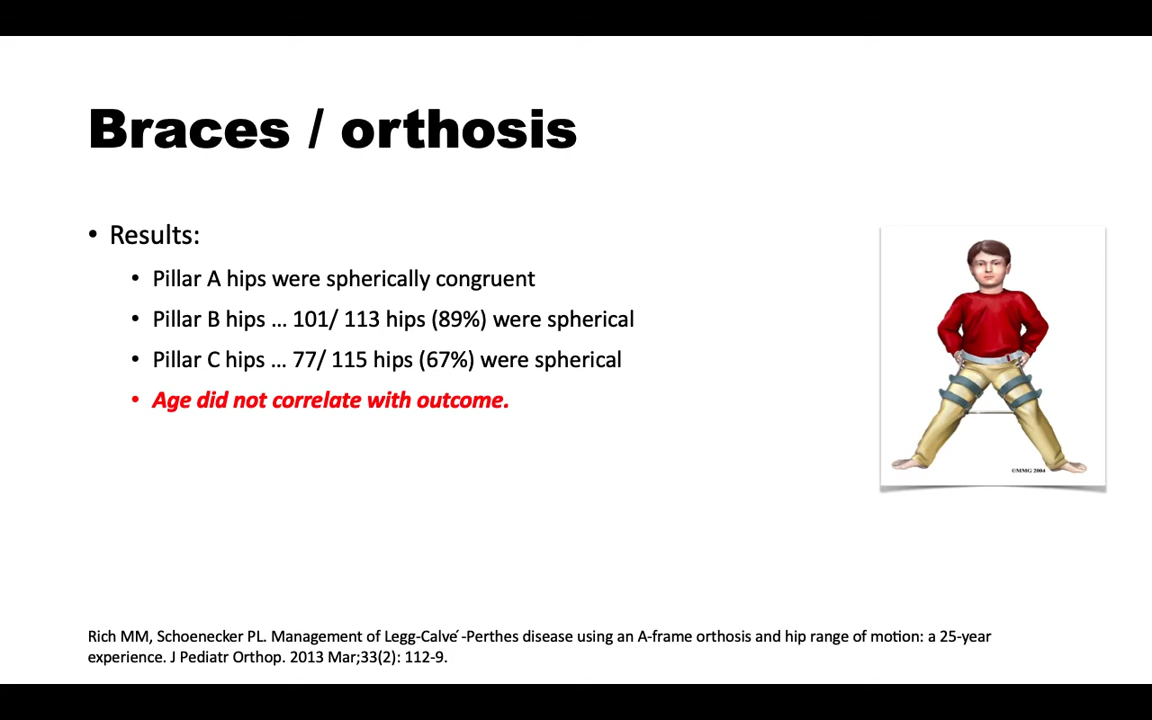 Braces / orthosis
• Results:
• Pillar A hips were spherically congruent
• Pillar B hips ... 101/ 113 hips (89%) were spherical
• Pillar C hips ... 77/ 115 hips (67%) were spherical
• Age did not correlate with outcome.
©MMG 2004
Rich MM, Schoenecker PL. Management of Legg-Calve ́-Perthes disease using an A-frame orthosis and hip range of motion: a 25-year
experience. J Pediatr Orthop. 2013 Mar;33(2): 112-9.